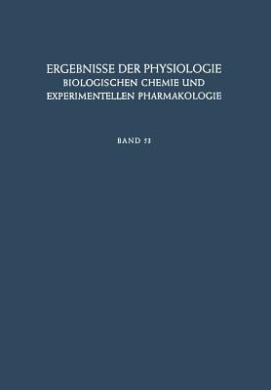 ERGEBNISSE DER PHYSIOLOGIE
BIOLOGISCHEN CHEMIE UND
EXPERIMENTELLEN PHARMAKOLOGIE
BAND